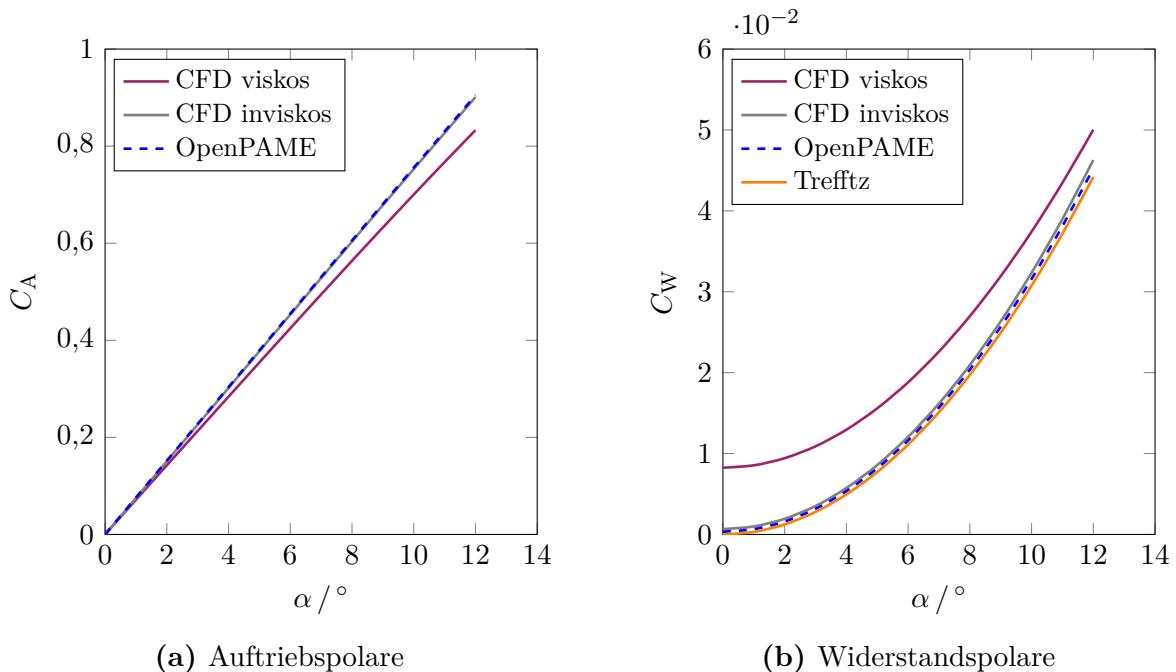 CFD viskos
CFD inviskos
OpenPAME
1
0,8
0,6
0,4
0,2
0
0 2 4 6 8 10 12 14
C_A
α / °
(a) Auftriebspolare
·10⁻²
CFD viskos
CFD inviskos
OpenPAME
Trefftz
6
5
4
3
2
1
0
0 2 4 6 8 10 12 14
C_W
α / °
(b) Widerstandspolare